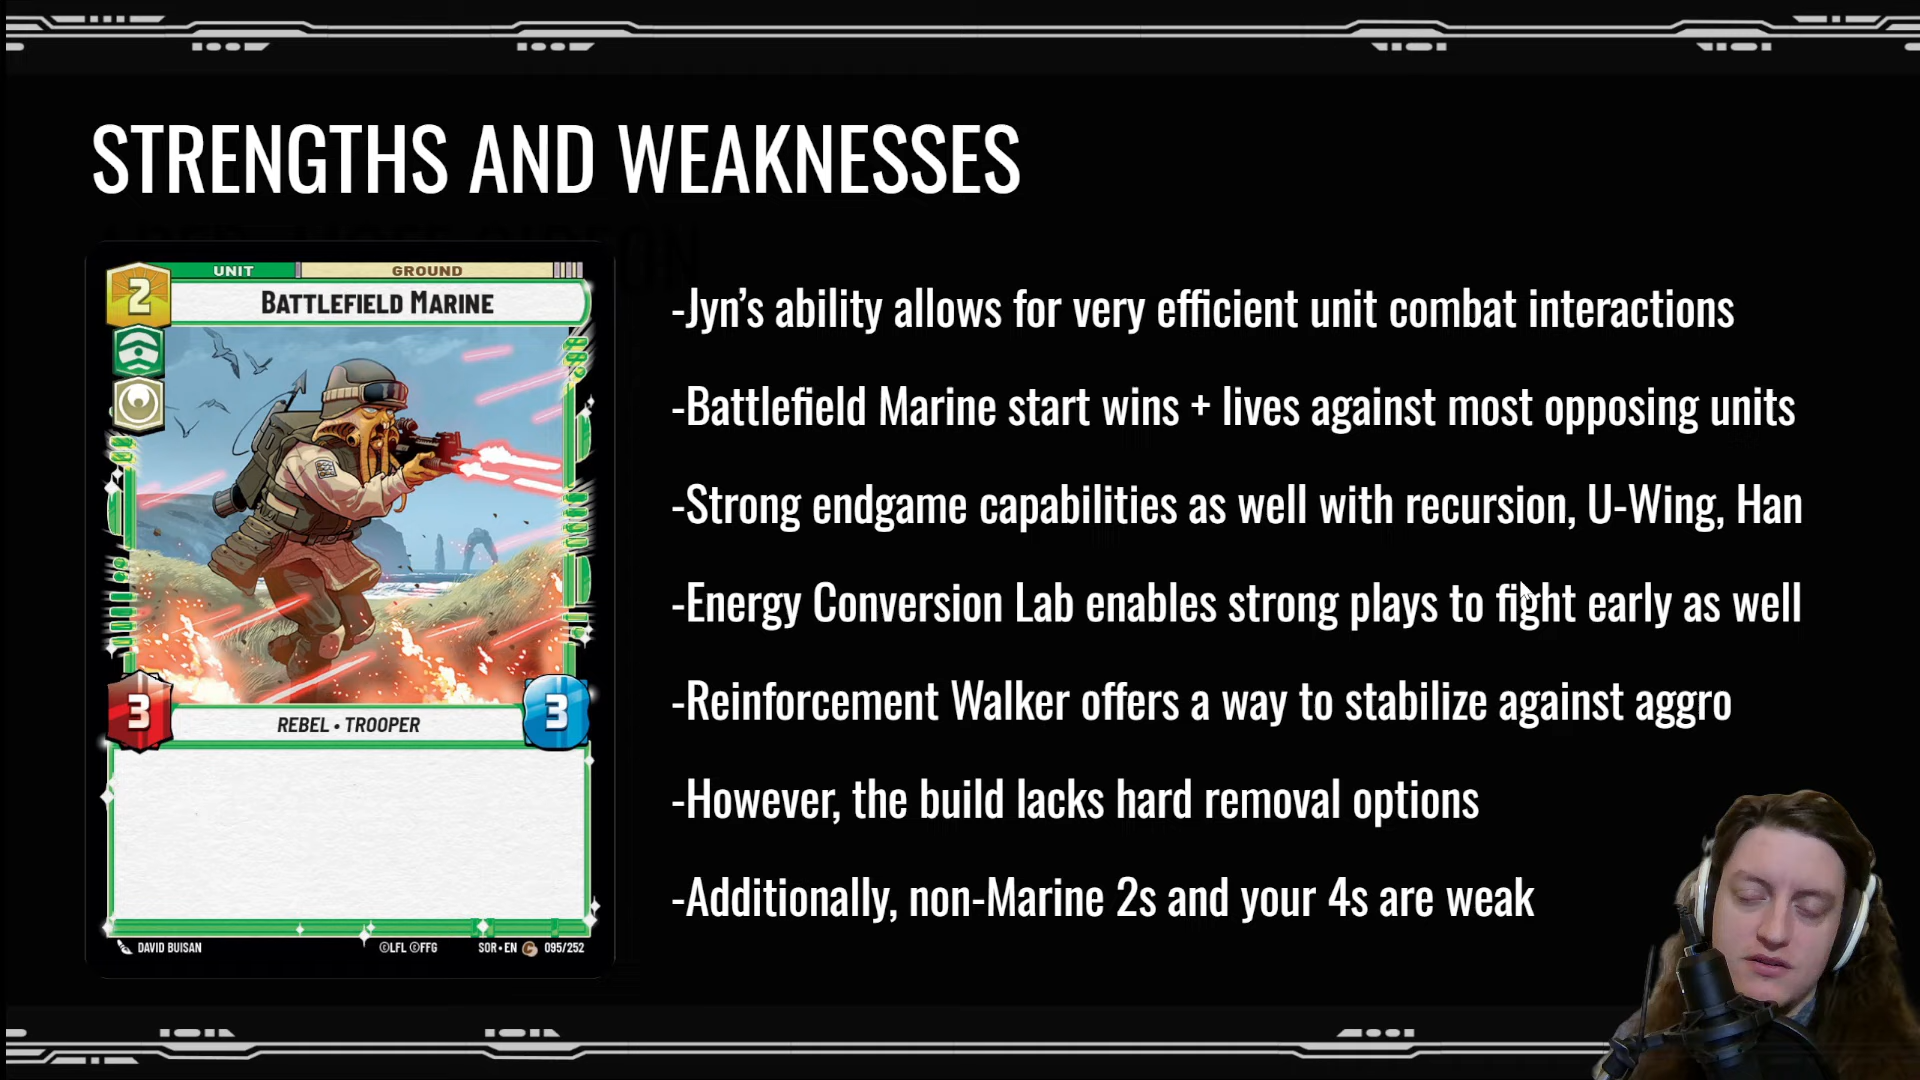 STRENGTHS AND WEAKNESSES
2
UNIT
GROUND
BATTLEFIELD MARINE
3
REBEL • TROOPER
3
DAVID BUISAN
©LFL ©FFG
SOR • EN C 095/252
-Jyn’s ability allows for very efficient unit combat interactions
-Battlefield Marine start wins + lives against most opposing units
-Strong endgame capabilities as well with recursion, U-Wing, Han
-Energy Conversion Lab enables strong plays to fight early as well
-Reinforcement Walker offers a way to stabilize against aggro
-However, the build lacks hard removal options
-Additionally, non-Marine 2s and your 4s are weak